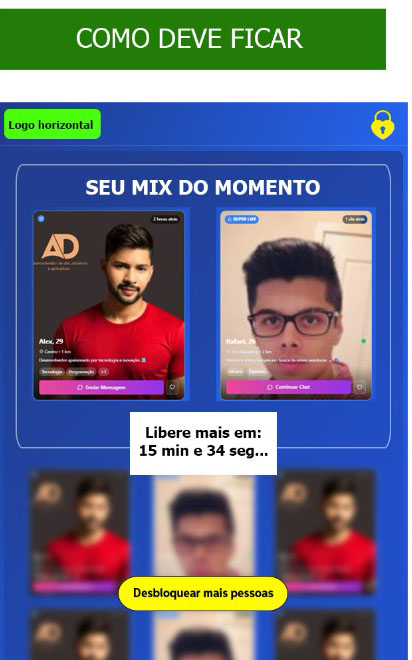 COMO DEVE FICAR
Logo horizontal
SEU MIX DO MOMENTO
2 horas atrás
SUPER LIKE
1 dia atrás
AD
Alex, 29
Centro • 1 km
Desenvolvedor apaixonado por tecnologia e inovação
Tecnologia
Programação
+1
Enviar Mensagem
Rafael, 26
Música
Continuar Chat
Libere mais em:
15 min e 34 seg...
AD
Desbloquear mais pessoas